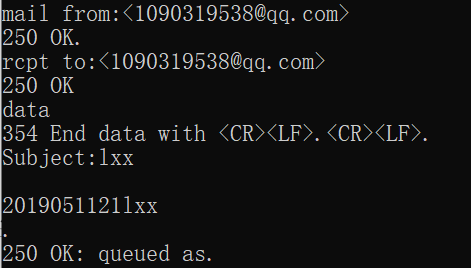 mail from:<1090319538@qq.com>
250 OK.
rcpt to:<1090319538@qq.com>
250 OK
data
354 End data with <CR><LF>.<CR><LF>.
Subject:lxx
2019051121lxx
.
250 OK: queued as.